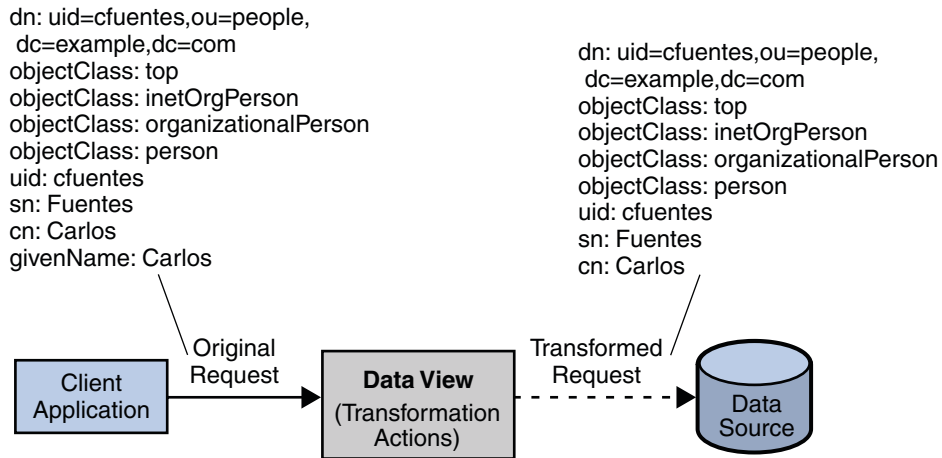 dn: uid=cfuentes,ou=people,
dc=example,dc=com
objectClass: top
objectClass: inetOrgPerson
objectClass: organizationalPerson
objectClass: person
uid: cfuentes
sn: Fuentes
cn: Carlos
givenName: Carlos
dn: uid=cfuentes,ou=people,
dc=example,dc=com
objectClass: top
objectClass: inetOrgPerson
objectClass: organizationalPerson
objectClass: person
uid: cfuentes
sn: Fuentes
cn: Carlos
Client
Application
Original
Request
Data View
(Transformation
Actions)
Transformed
Request
Data
Source